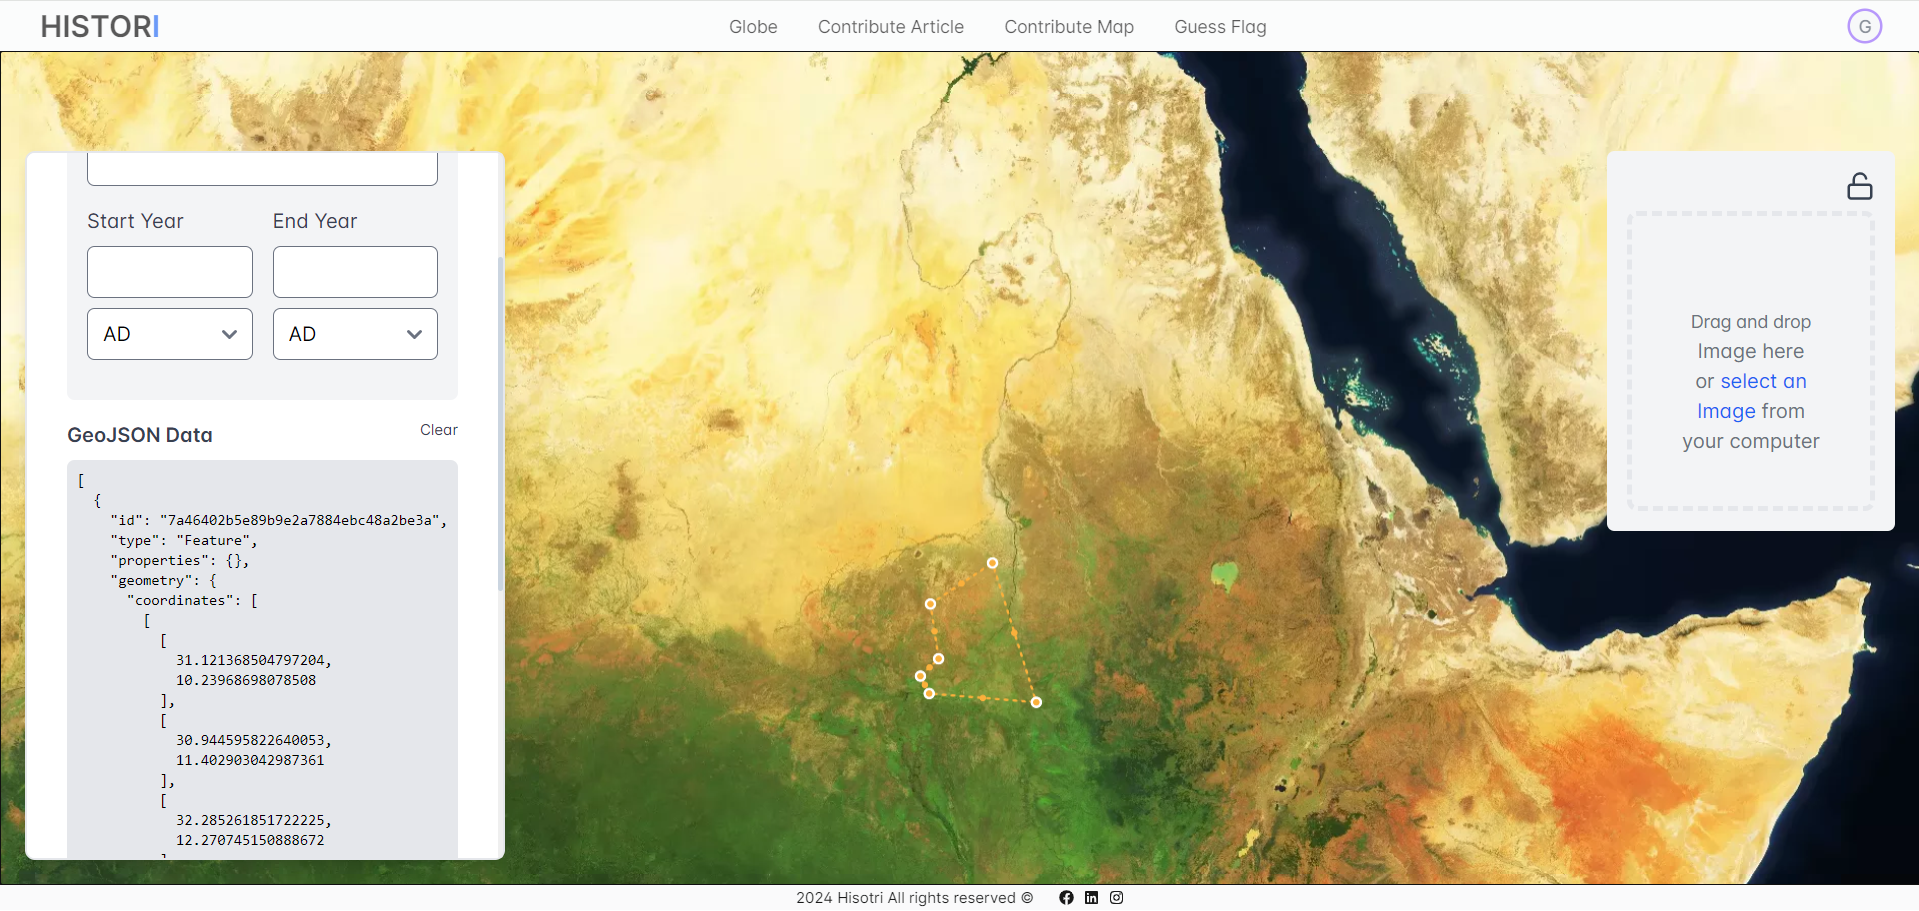 HISTORI
Globe
Contribute Article
Contribute Map
Guess Flag
G
Start Year
End Year
AD
AD
GeoJSON Data
Clear
[
{
"id": "7a46402b5e89b9e2a7884ebc48a2be3a",
"type": "Feature",
"properties": {},
"geometry": {
"coordinates": [
[
[
31.121368504797204,
10.23968698078508
],
[
30.944595822640053,
11.402903042987361
],
[
32.285261851722225,
12.270745150888672
]
Drag and drop
Image here
or select an
Image from
your computer
2024 Hisotri All rights reserved ©